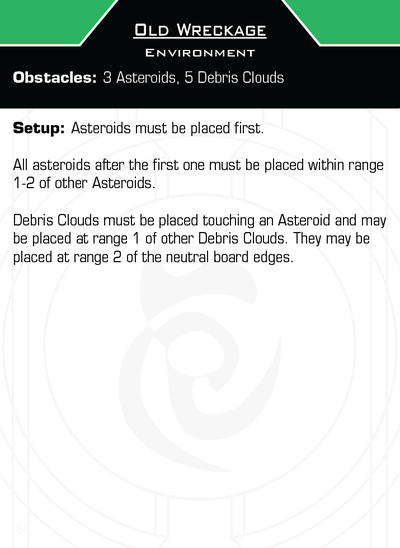 Old Wreckage
Environment
Obstacles: 3 Asteroids, 5 Debris Clouds
Setup: Asteroids must be placed first.
All asteroids after the first one must be placed within range
1-2 of other Asteroids.
Debris Clouds must be placed touching an Asteroid and may
be placed at range 1 of other Debris Clouds. They may be
placed at range 2 of the neutral board edges.